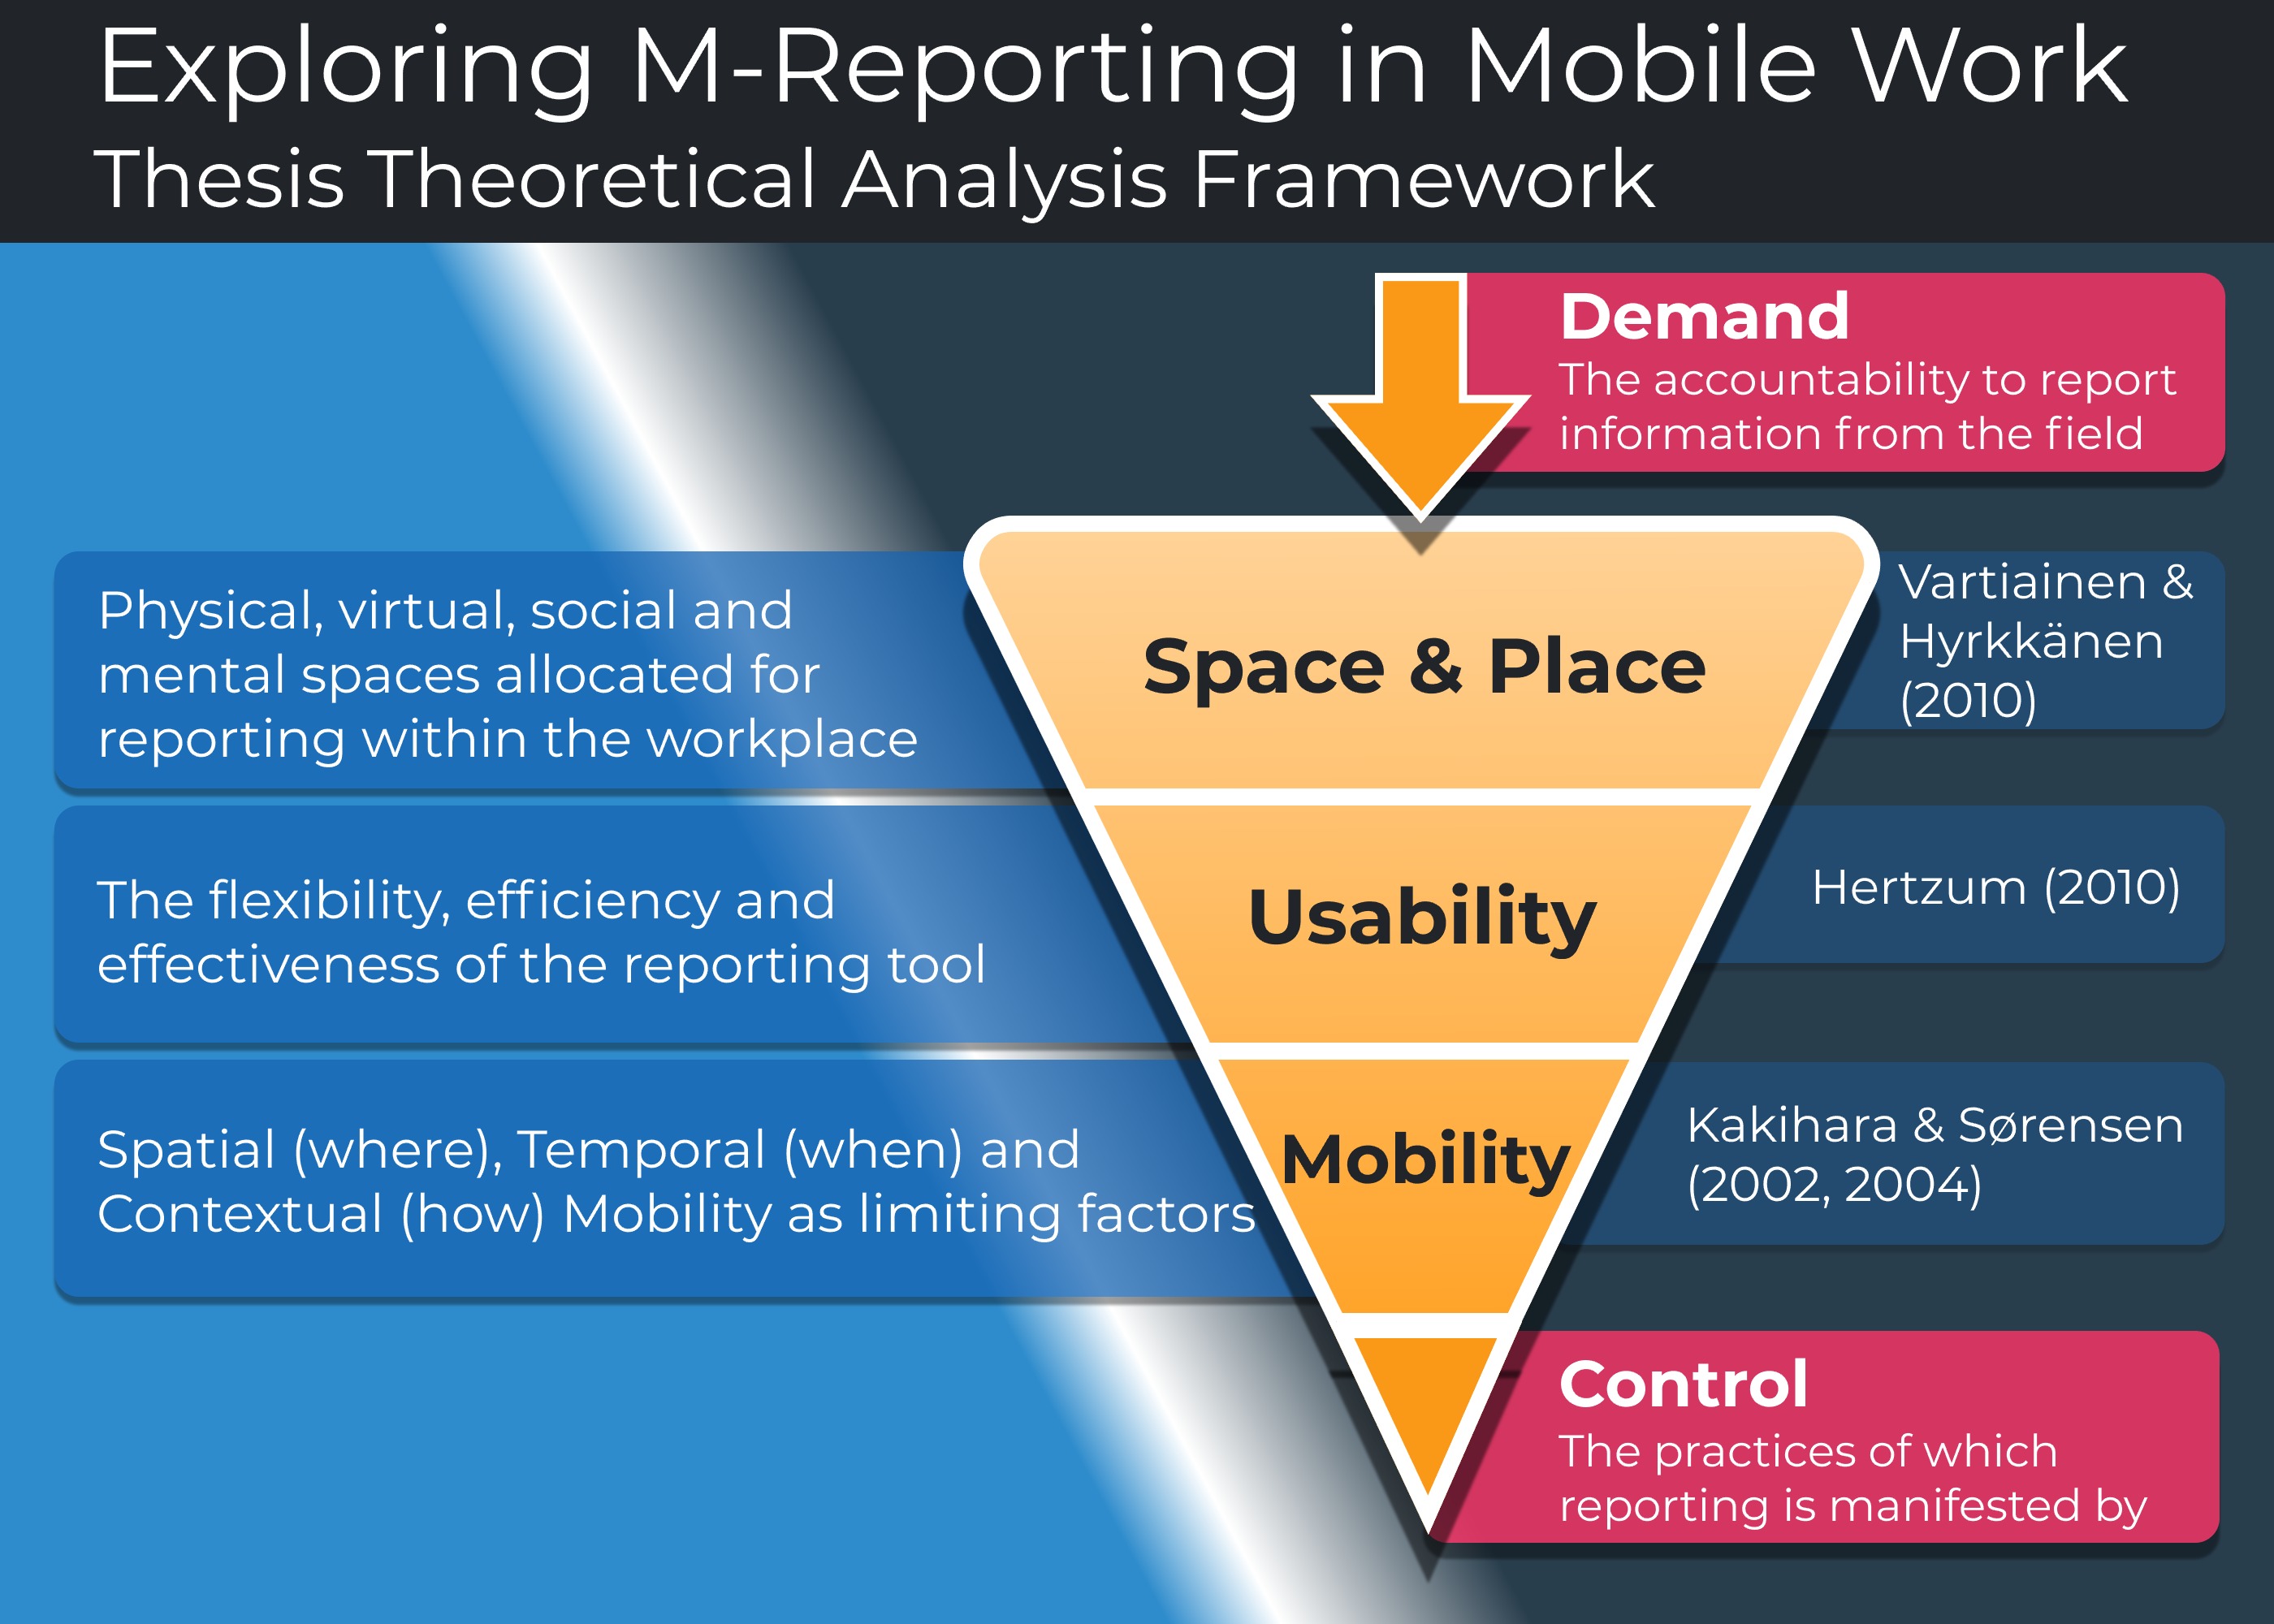 Exploring M-Reporting in Mobile Work
Thesis Theoretical Analysis Framework
Demand
The accountability to report
information from the field
Physical, virtual, social and
mental spaces allocated for
reporting within the workplace
Space & Place
Vartiainen &
Hyrkkänen
(2010)
The flexibility, efficiency and
effectiveness of the reporting tool
Usability
Hertzum (2010)
Spatial (where), Temporal (when) and
Contextual (how) Mobility as limiting factors
Mobility
Kakihara & Sørensen
(2002, 2004)
Control
The practices of which
reporting is manifested by